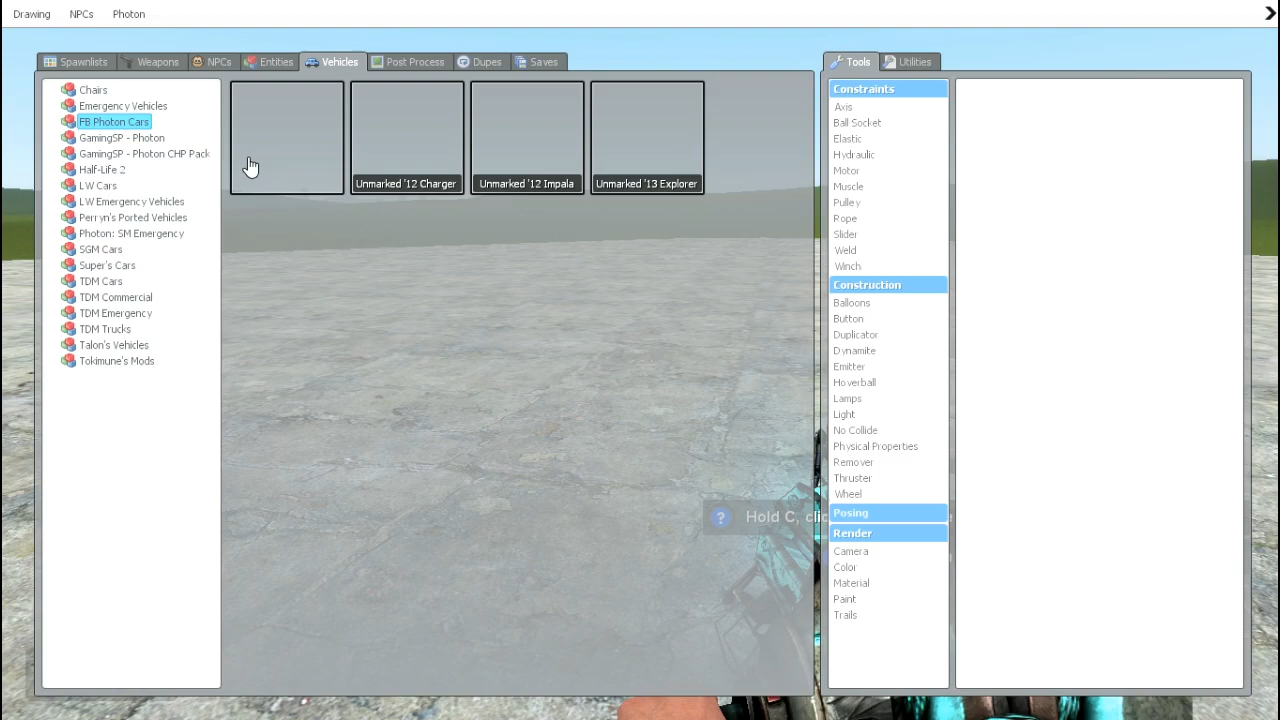 Drawing NPCs Photon
Spawnlists Weapons NPCs Entities Vehicles Post Process Dupes Saves
Chairs
Emergency Vehicles
FB Photon Cars
GamingSP - Photon
GamingSP - Photon CHP Pack
Half-Life 2
LW Cars
LW Emergency Vehicles
Perryn's Ported Vehicles
Photon: SM Emergency
SGM Cars
Super's Cars
TDM Cars
TDM Commercial
TDM Emergency
TDM Trucks
Talon's Vehicles
Tokimune's Mods
Unmarked '12 Charger
Unmarked '12 Impala
Unmarked '13 Explorer
Hold C, clic
Tools Utilities
Constraints
Axis
Ball Socket
Elastic
Hydraulic
Motor
Muscle
Pulley
Rope
Slider
Weld
Winch
Construction
Balloons
Button
Duplicator
Dynamite
Emitter
Hoverball
Lamps
Light
No Collide
Physical Properties
Remover
Thruster
Wheel
Posing
Render
Camera
Color
Material
Paint
Trails